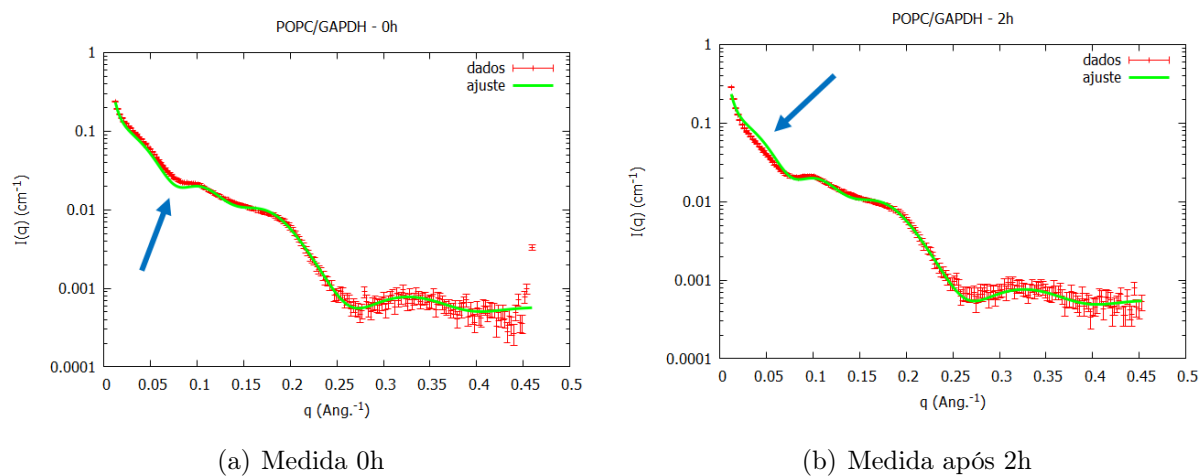 POPC/GAPDH - 0h
1
0.1
0.01
0.001
0.0001
I(q) (cm⁻¹)
dados
ajuste
0 0.05 0.1 0.15 0.2 0.25 0.3 0.35 0.4 0.45 0.5
q (Ang.⁻¹)
(a) Medida 0h
POPC/GAPDH - 2h
1
0.1
0.01
0.001
0.0001
I(q) (cm⁻¹)
dados
ajuste
0 0.05 0.1 0.15 0.2 0.25 0.3 0.35 0.4 0.45 0.5
q (Ang.⁻¹)
(b) Medida após 2h